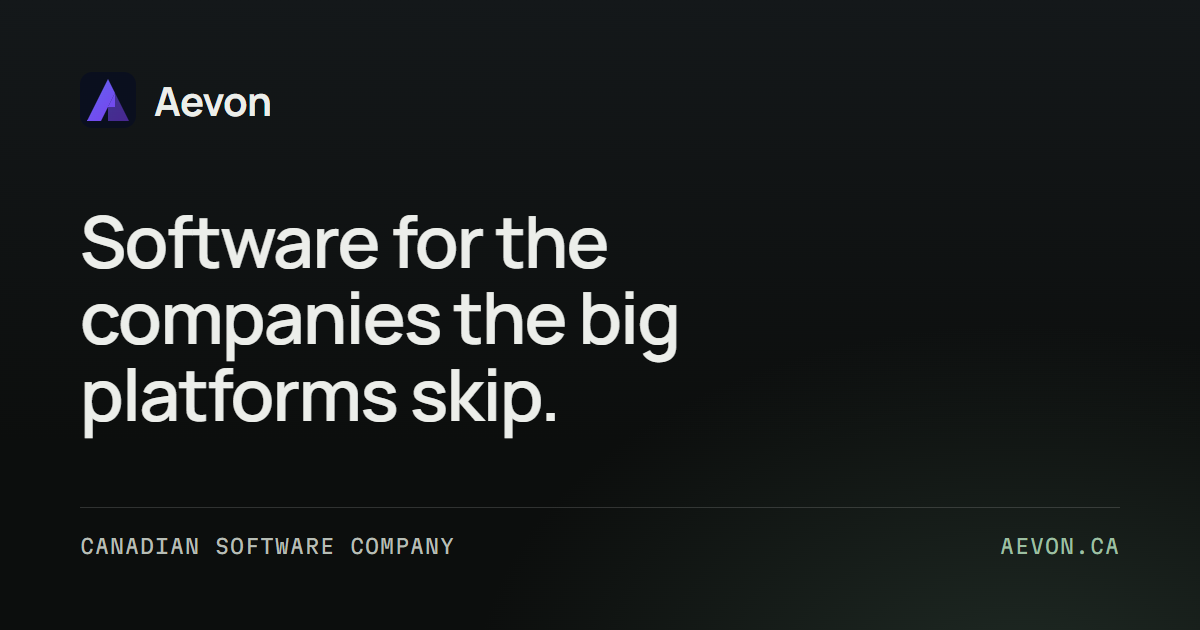 Aevon
Software for the
companies the big
platforms skip.
CANADIAN SOFTWARE COMPANY
AEVON.CA